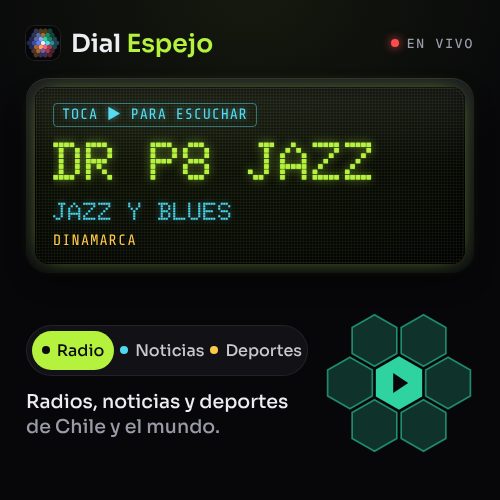 Dial Espejo
EN VIVO
TOCA ▶ PARA ESCUCHAR
DR P8 JAZZ
JAZZ Y BLUES
DINAMARCA
Radio Noticias Deportes
Radios, noticias y deportes
de Chile y el mundo.